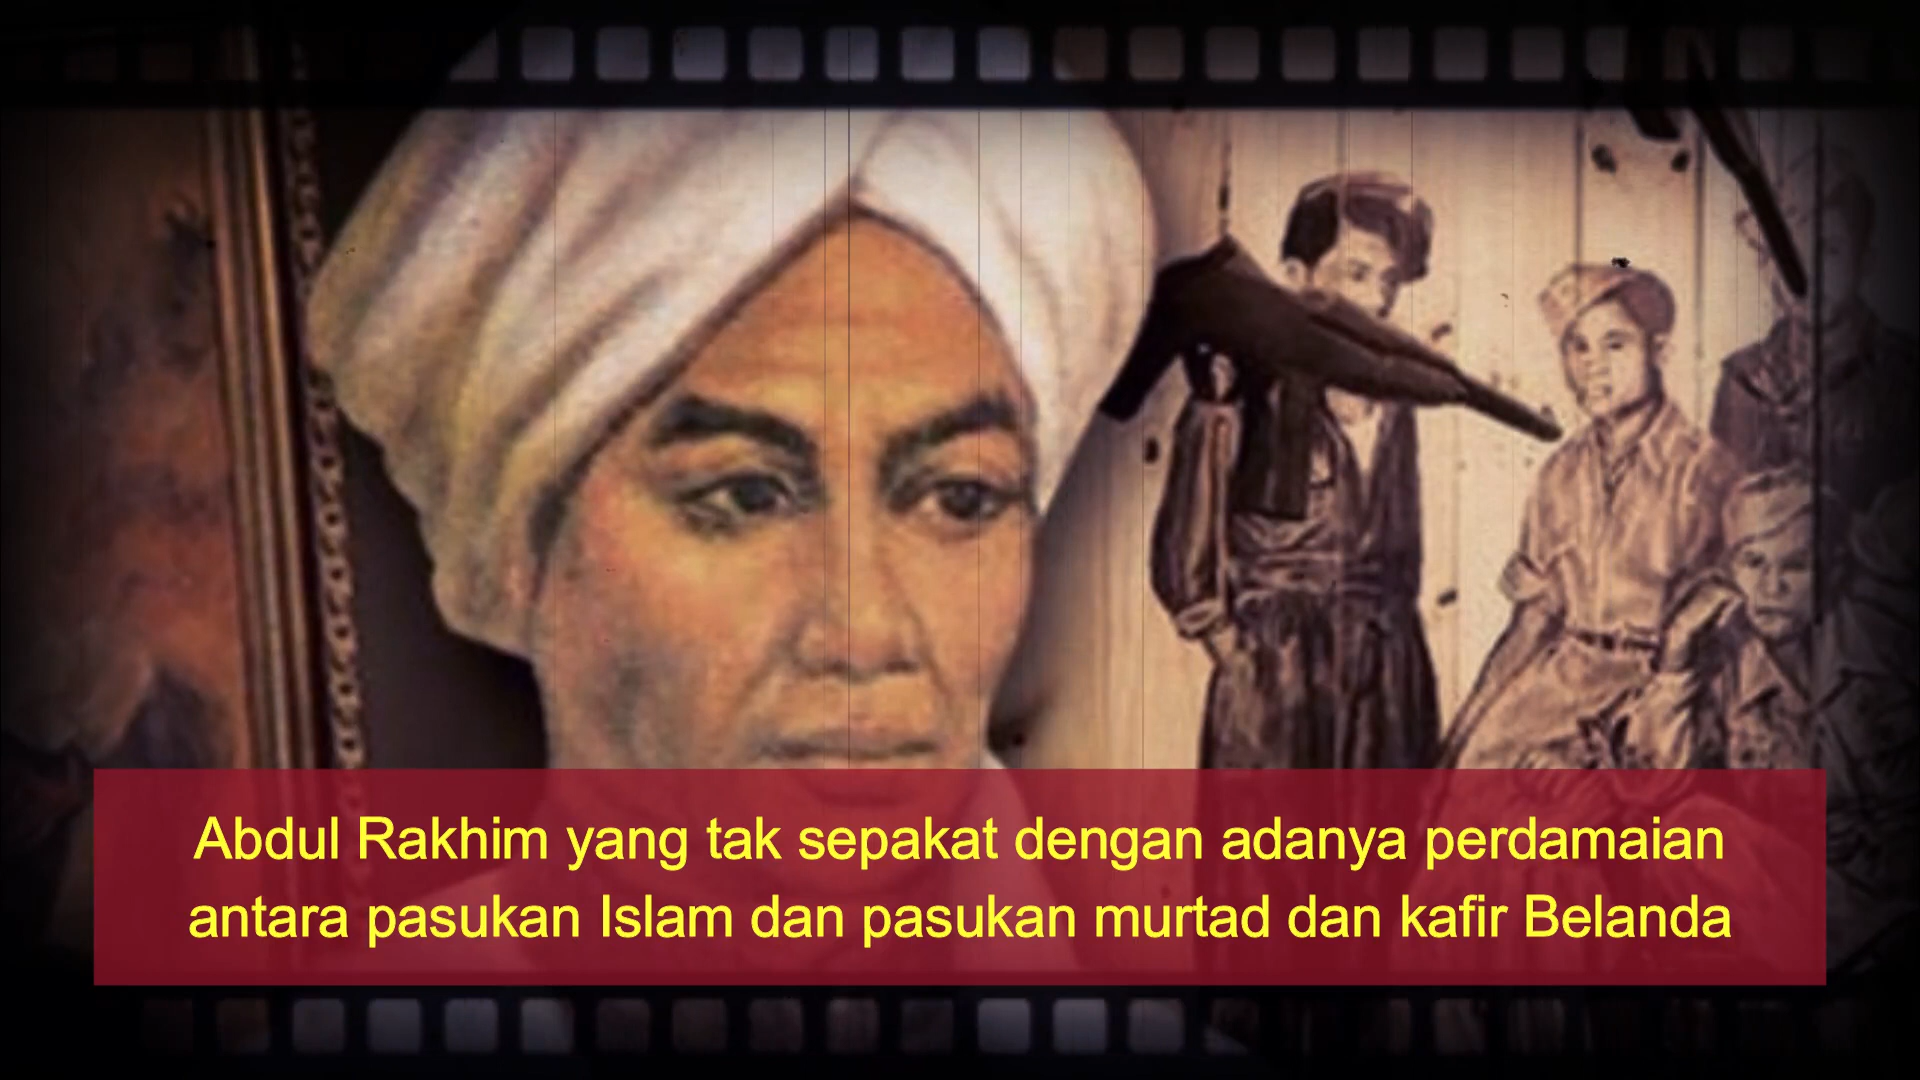 Abdul Rakhim yang tak sepakat dengan adanya perdamaian
antara pasukan Islam dan pasukan murtad dan kafir Belanda